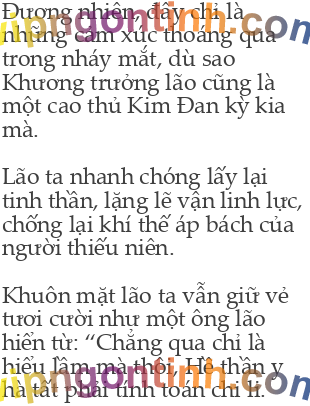 Đương nhiên, đây chỉ là
những cảm xúc thoáng qua
trong nháy mắt, dù sao
Khương trưởng lão cũng là
một cao thủ Kim Đan kỳ kia
mà.
Lão ta nhanh chóng lấy lại
tinh thần, lặng lẽ vận linh lực,
chống lại khí thế áp bách của
người thiếu niên.
Khuôn mặt lão ta vẫn giữ vẻ
tươi cười như một ông lão
hiển từ: “Chẳng qua chỉ là
hiểu lầm mà thôi, Hề thần y
hà tất phải tính toán chi li.
vipngontinh.com
vipngontinh.com